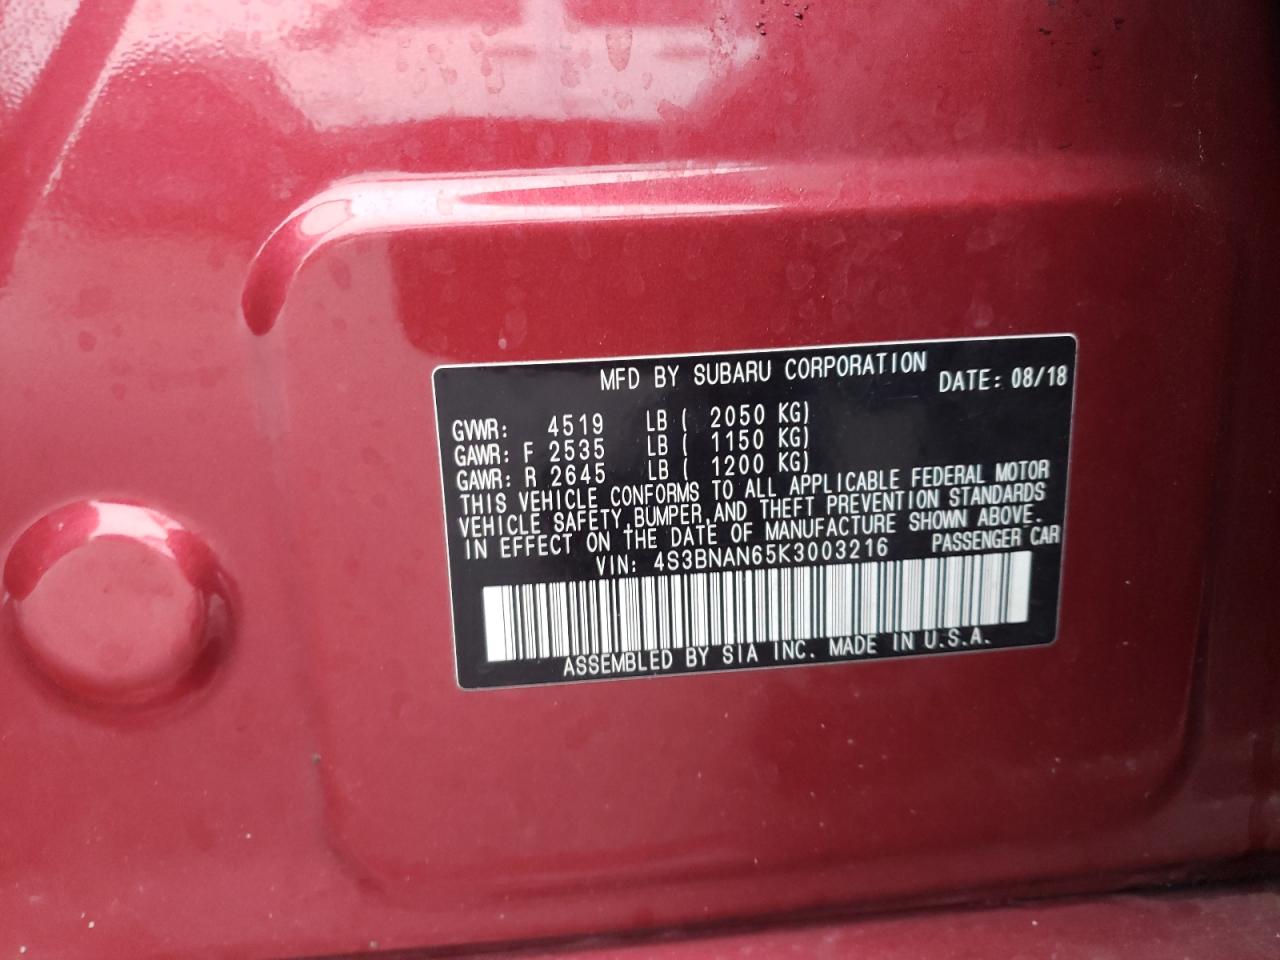 MFD BY SUBARU CORPORATION DATE: 08/18
GVWR: 4519 LB ( 2050 KG)
GAWR: F 2535 LB ( 1150 KG)
GAWR: R 2645 LB ( 1200 KG)
THIS VEHICLE CONFORMS TO ALL APPLICABLE FEDERAL MOTOR
VEHICLE SAFETY, BUMPER, AND THEFT PREVENTION STANDARDS
IN EFFECT ON THE DATE OF MANUFACTURE SHOWN ABOVE.
VIN: 4S3BNAN65K3003216 PASSENGER CAR
ASSEMBLED BY SIA INC. MADE IN U.S.A.